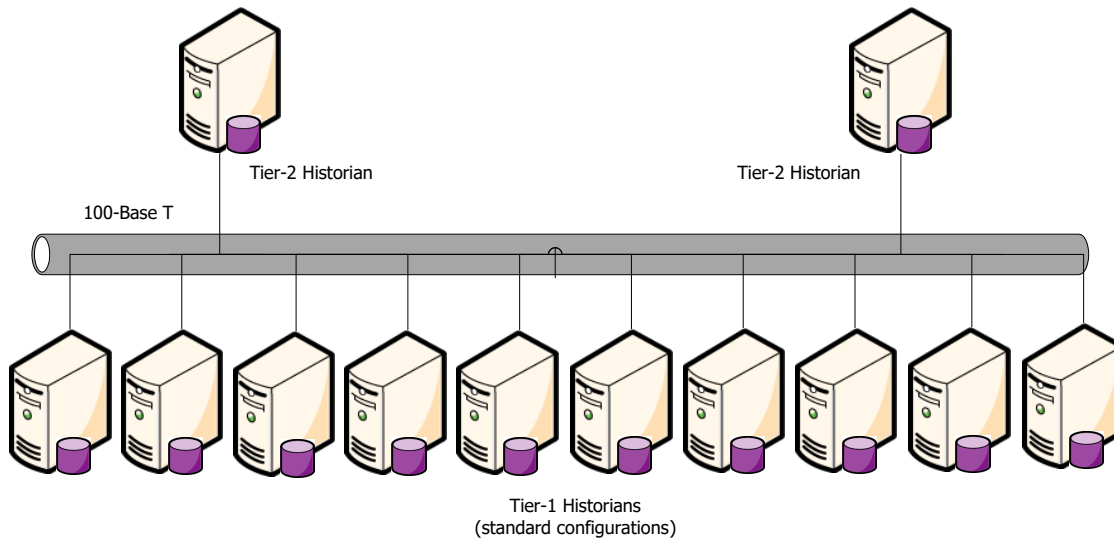 Tier-2 Historian
Tier-2 Historian
100-Base T
Tier-1 Historians
(standard configurations)